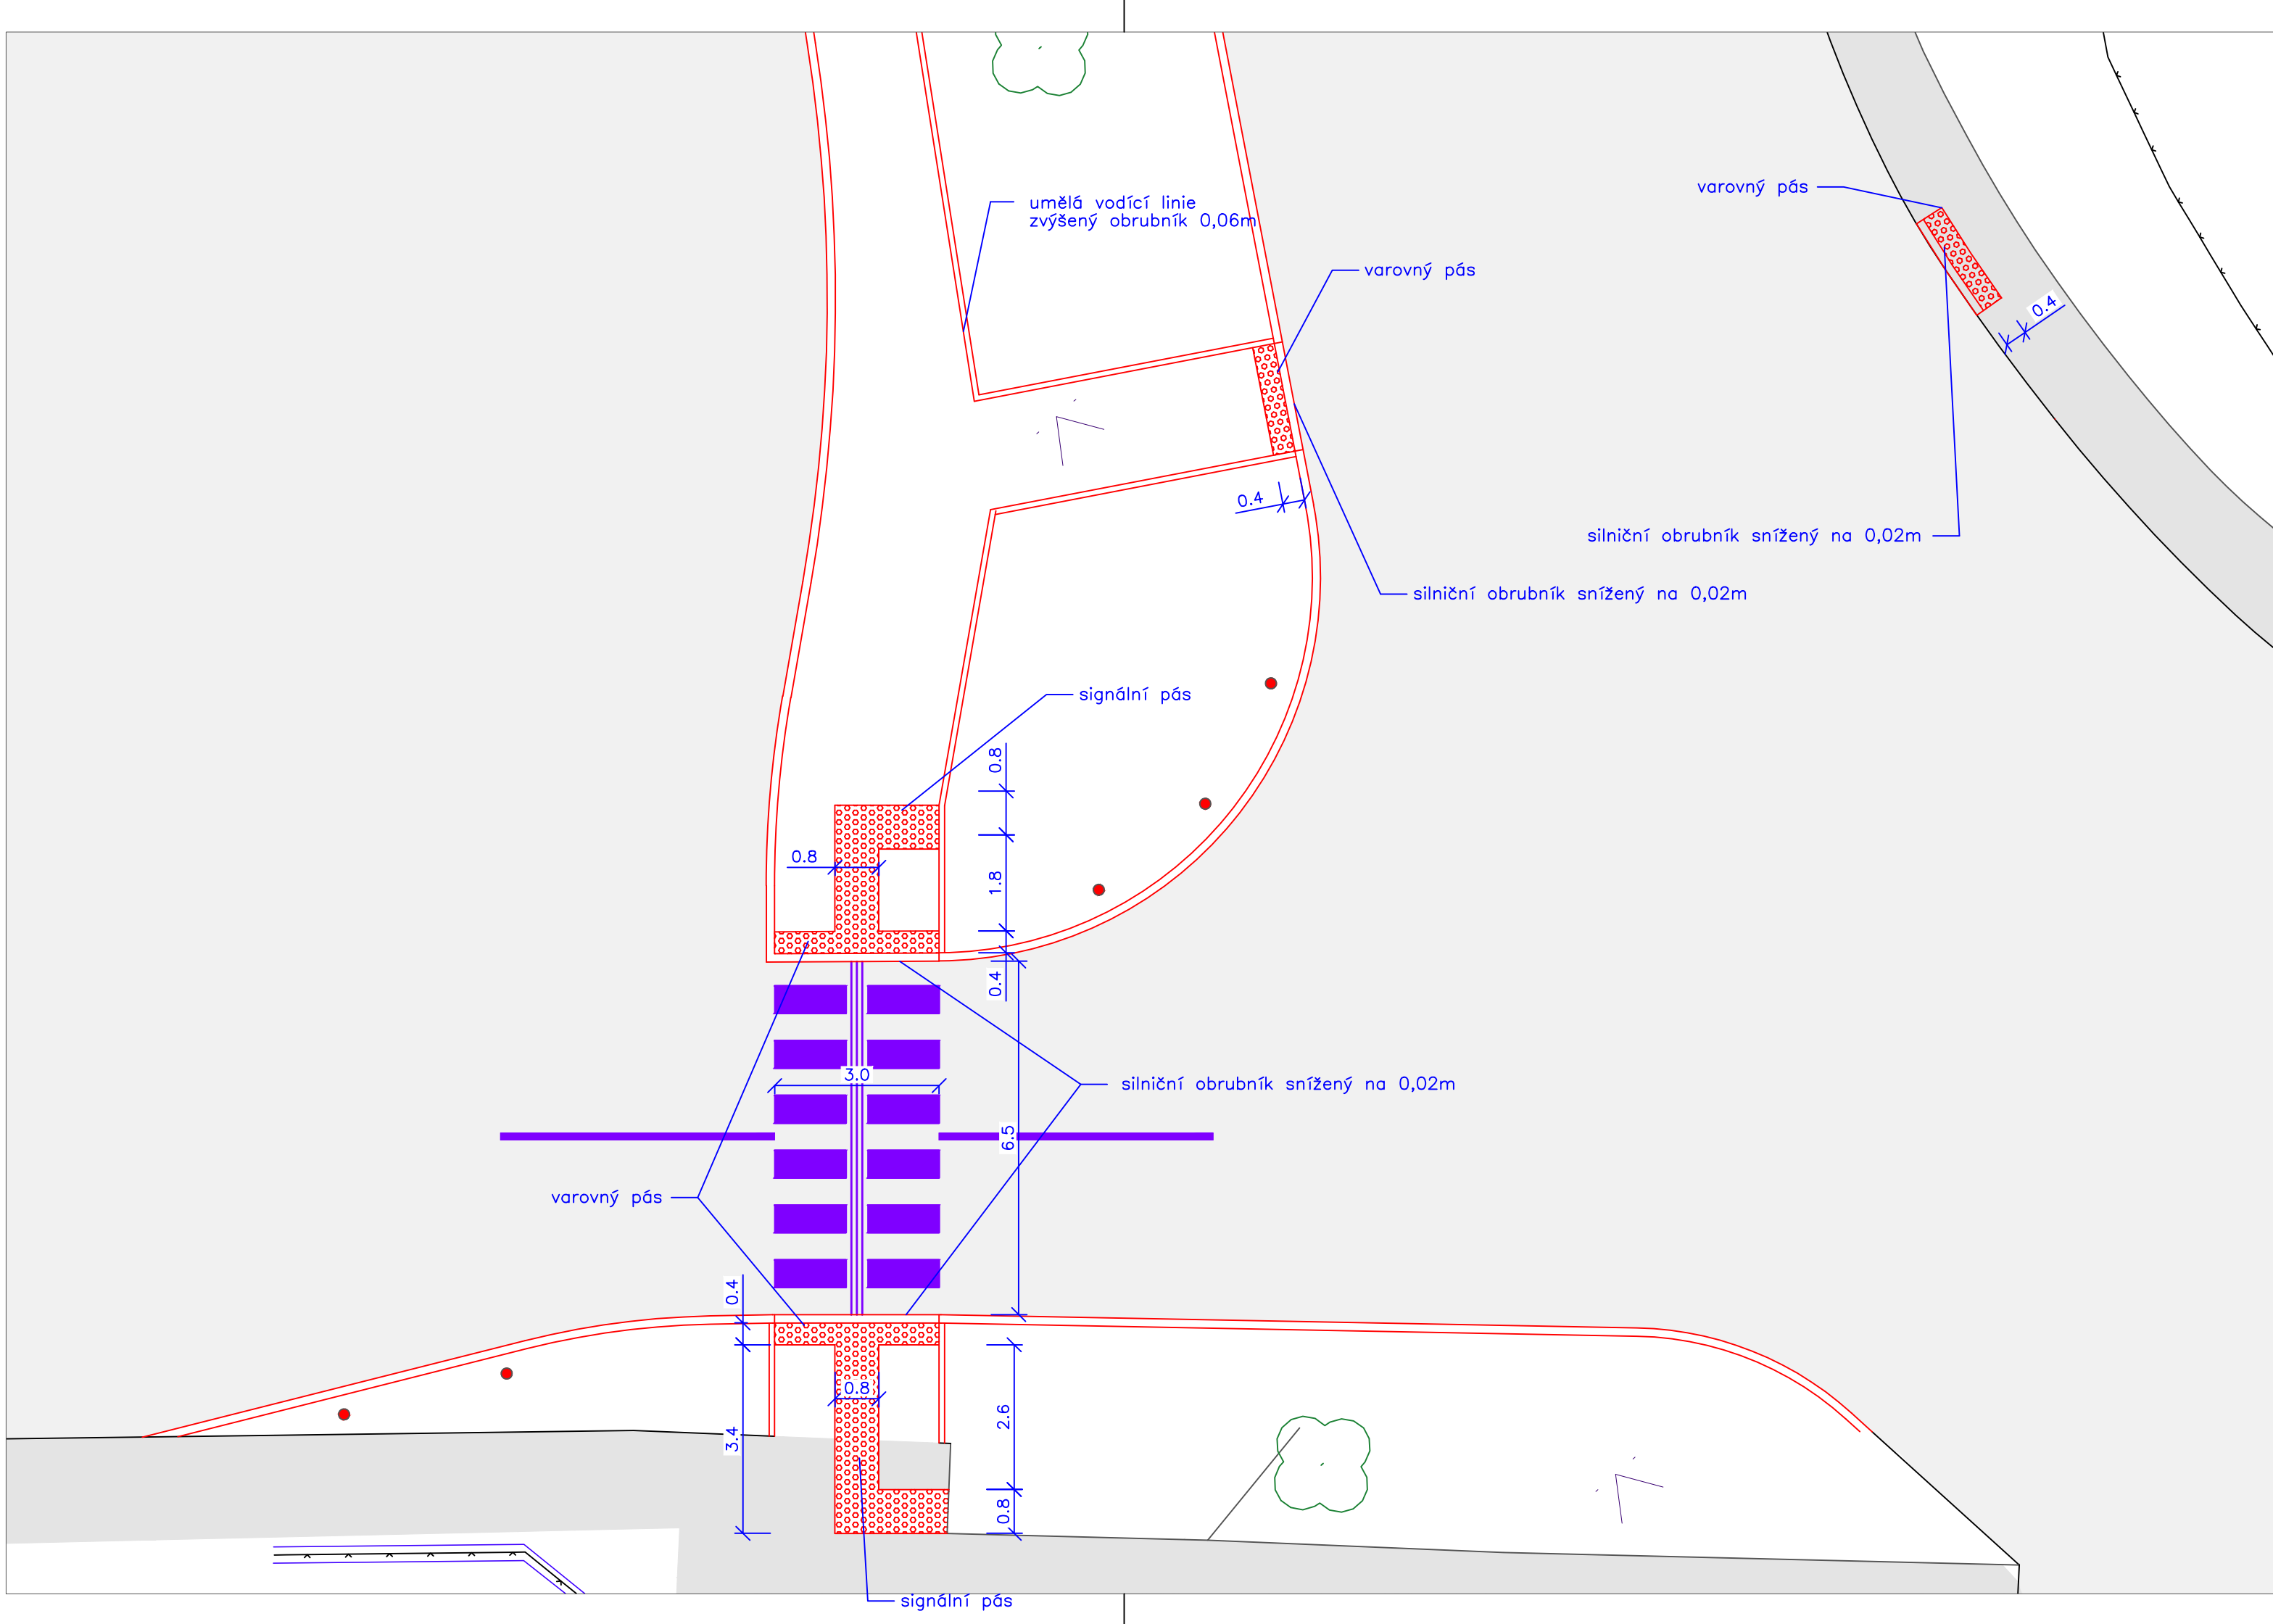 varovný pás
umělá vodící linie
zvýšený obrubník 0,06m
varovný pás
0.4
0.4
silniční obrubník snížený na 0,02m
silniční obrubník snížený na 0,02m
signální pás
0.8
0.8
1.8
0.4
3.0
silniční obrubník snížený na 0,02m
6.5
varovný pás
0.4
0.8
2.6
3.4
0.8
signální pás